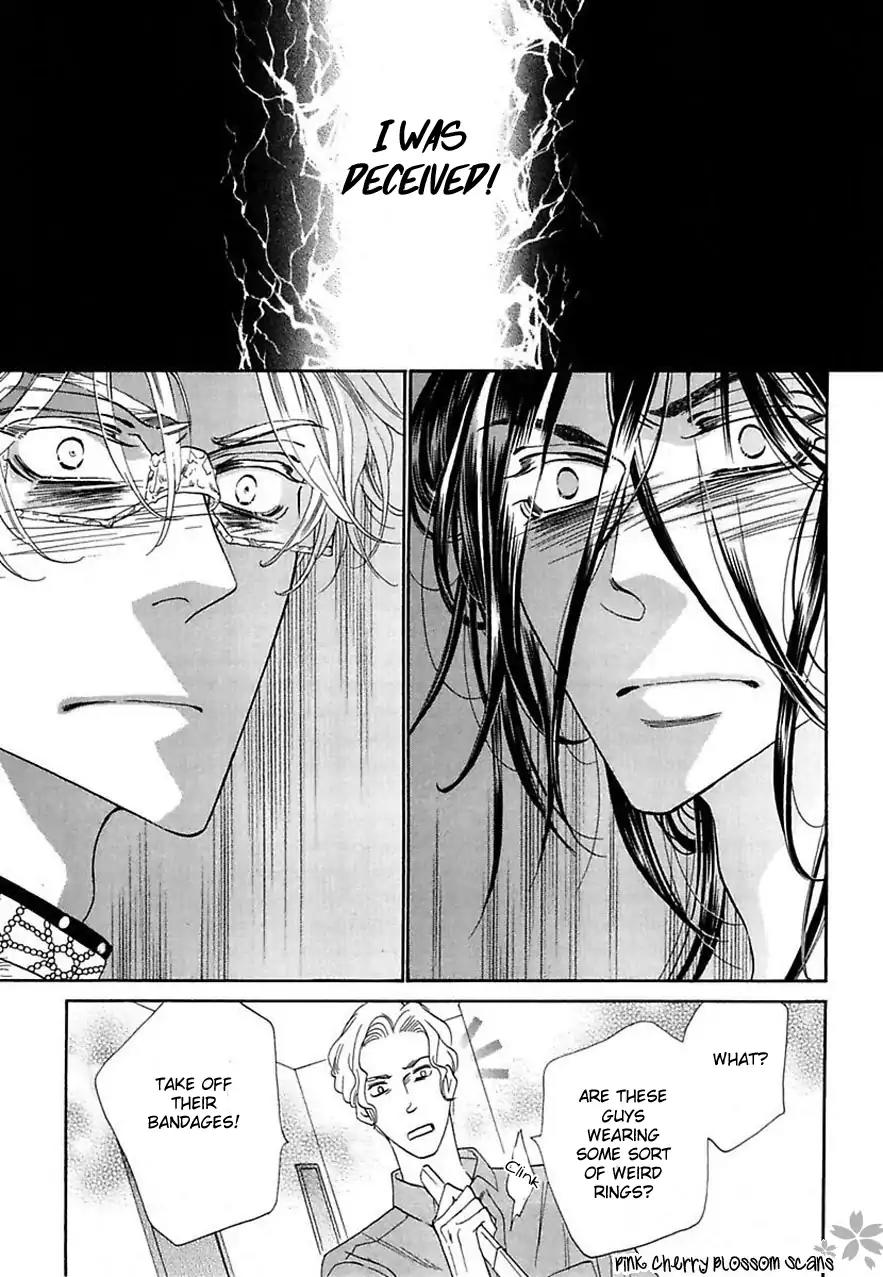 I WAS
DECEIVED!
WHAT?
ARE THESE
GUYS
WEARING
SOME SORT
OF WEIRD
RINGS?
Clink
TAKE OFF
THEIR
BANDAGES!
Pink Cherry Blossom Scans